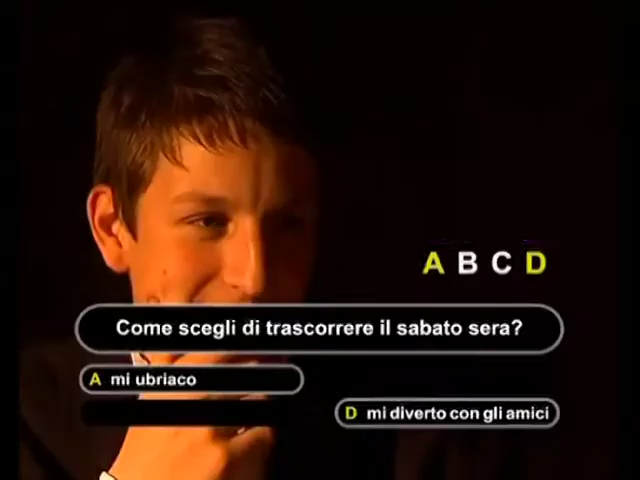 A B C D
Come scegli di trascorrere il sabato sera?
A mi ubriaco
D mi diverto con gli amici